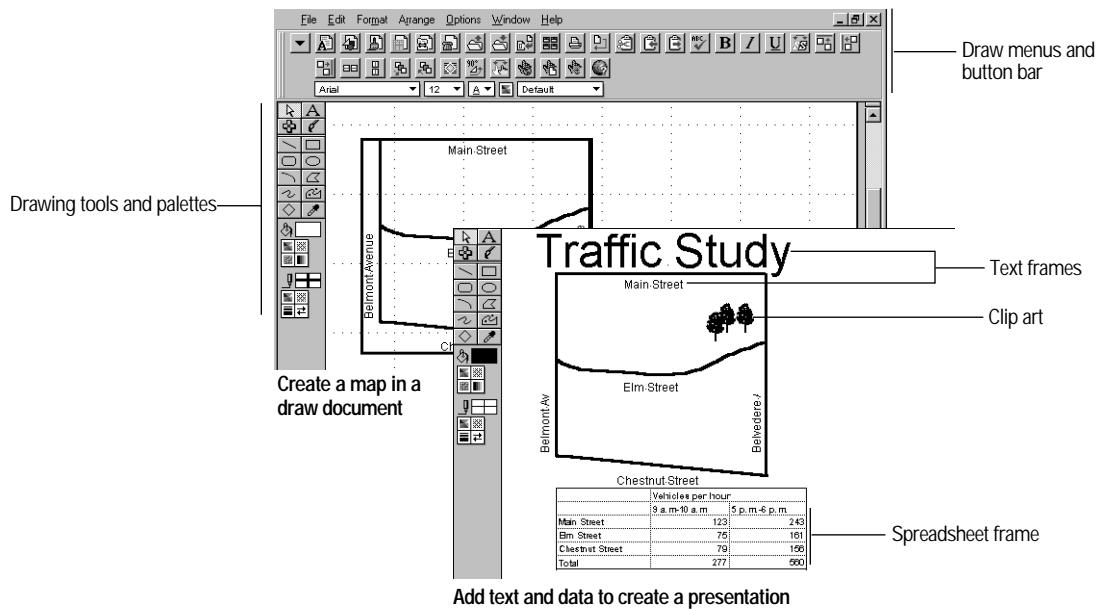 File Edit Format Arrange Options Window Help
B I U
90°
ABC
Arial 12 A Default
Draw menus and
button bar
A
Main Street
Drawing tools and palettes
Belmont Avenue
Create a map in a
draw document
A
Traffic Study
Main Street
Text frames
Clip art
Elm Street
Belmont Av
Belvedere A
Chestnut Street
Vehicles per hour
9 a.m-10 a.m 5 p.m.-6 p.m.
Main Street 123 243
Elm Street 75 161
Chestnut Street 79 156
Total 277 560
Spreadsheet frame
Add text and data to create a presentation